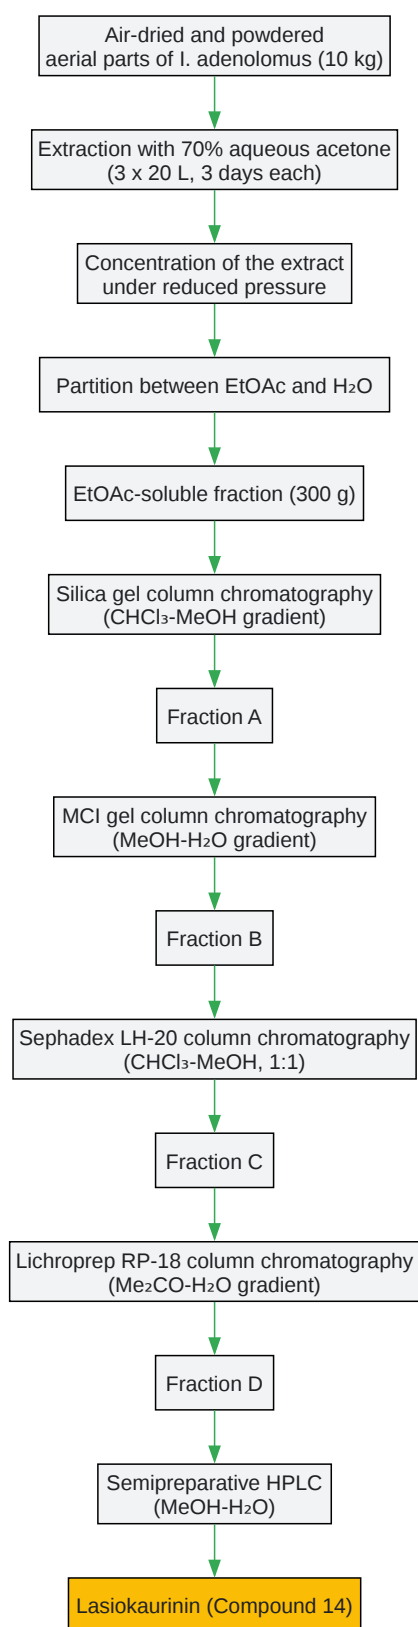 Air-dried and powdered
aerial parts of I. adenolomus (10 kg)
Extraction with 70% aqueous acetone
(3 x 20 L, 3 days each)
Concentration of the extract
under reduced pressure
Partition between EtOAc and H₂O
EtOAc-soluble fraction (300 g)
Silica gel column chromatography
(CHCl₃-MeOH gradient)
Fraction A
MCI gel column chromatography
(MeOH-H₂O gradient)
Fraction B
Sephadex LH-20 column chromatography
(CHCl₃-MeOH, 1:1)
Fraction C
Lichroprep RP-18 column chromatography
(Me₂CO-H₂O gradient)
Fraction D
Semipreparative HPLC
(MeOH-H₂O)
Lasiokaurinin (Compound 14)